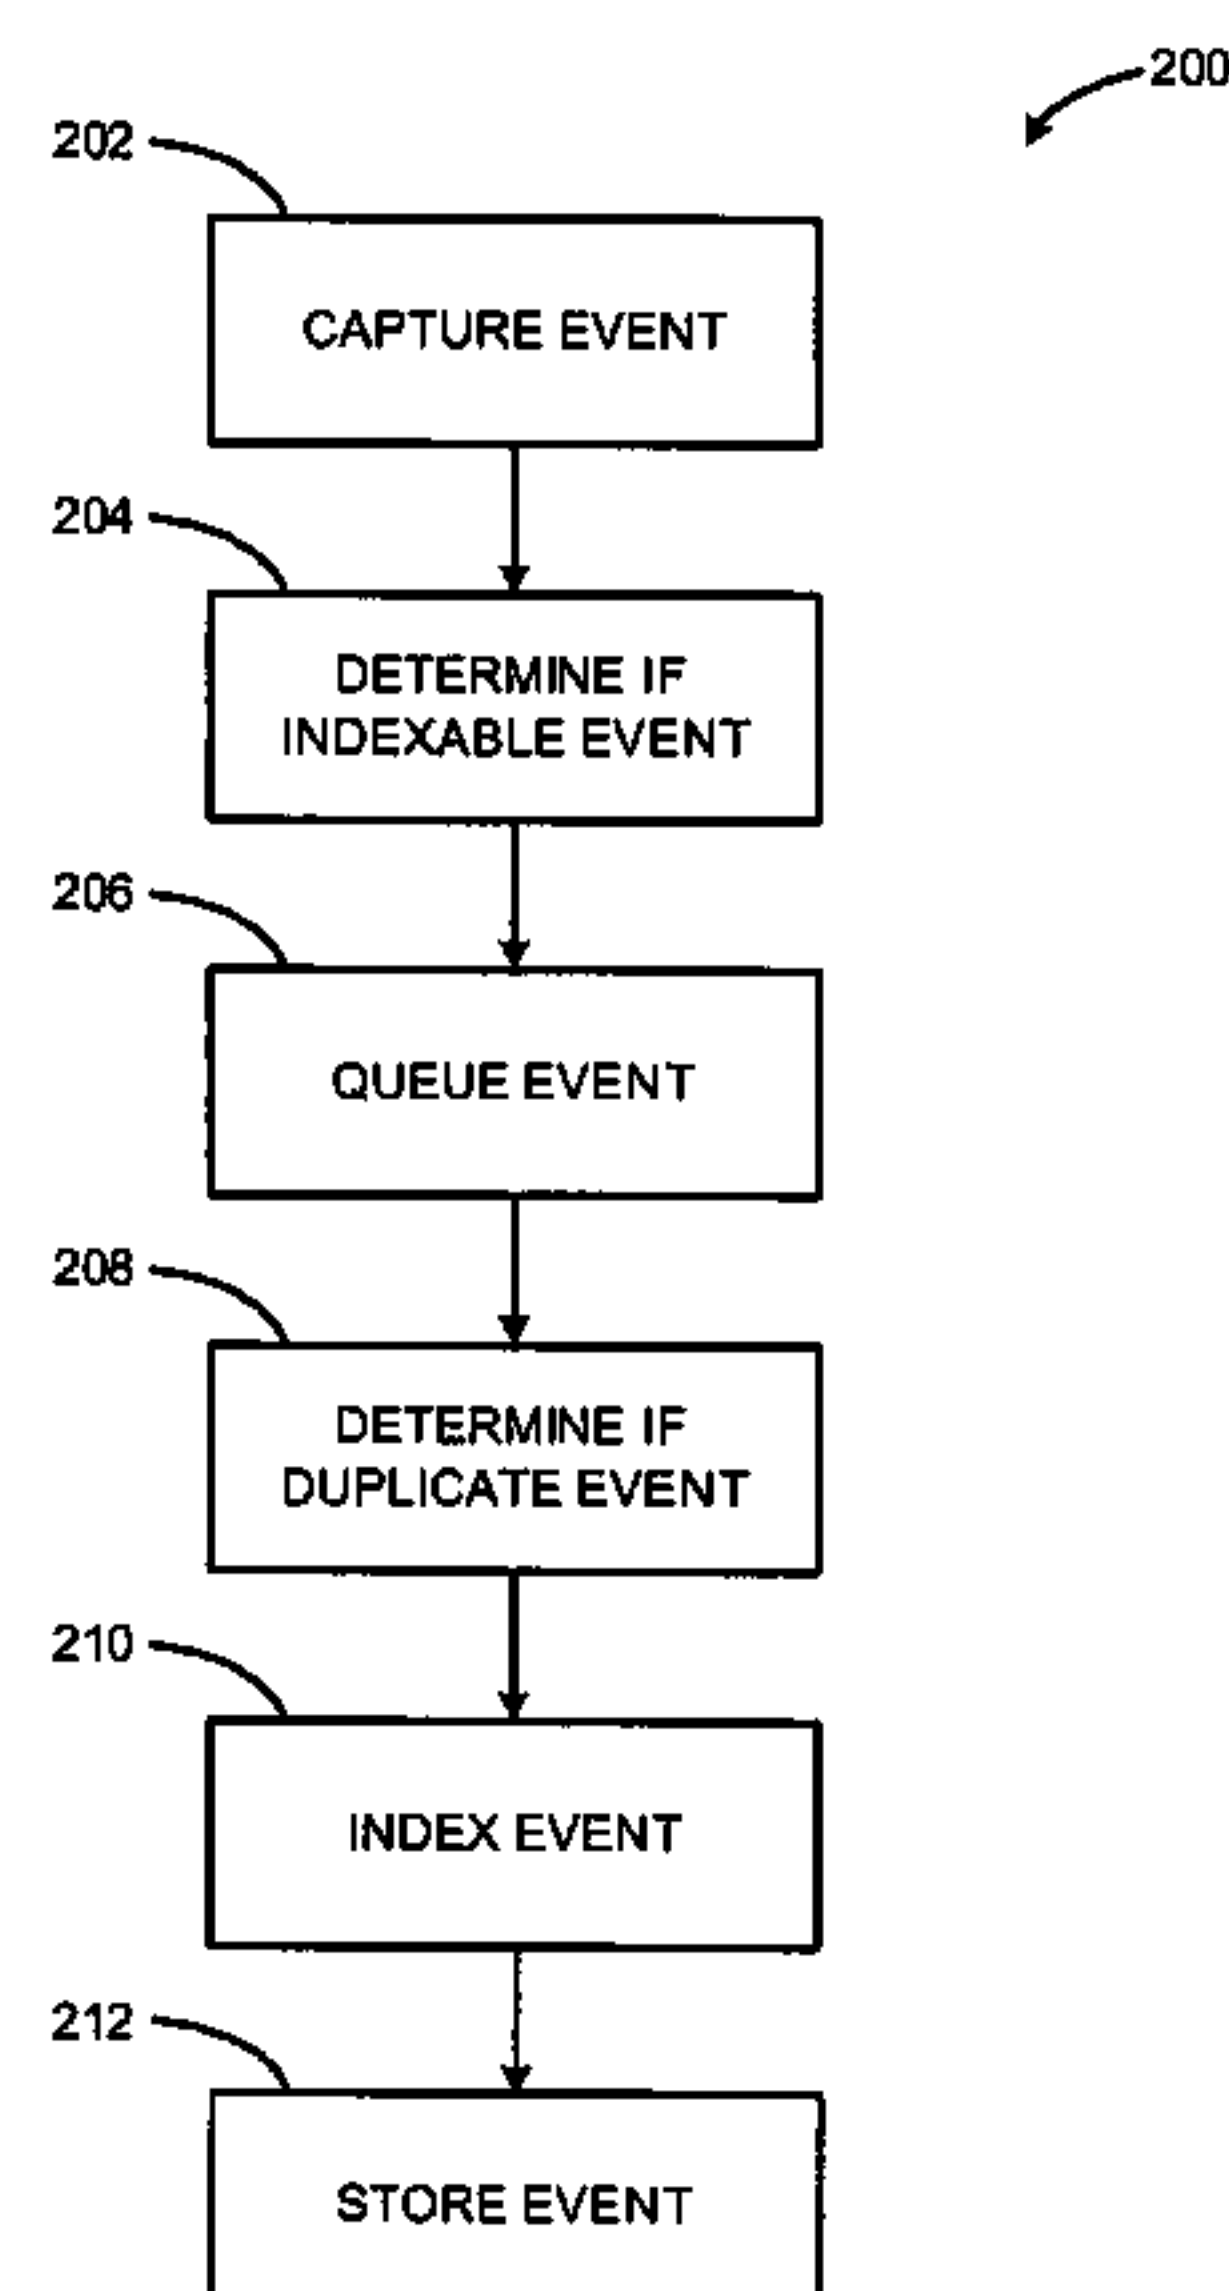 200
202
CAPTURE EVENT
204
DETERMINE IF
INDEXABLE EVENT
206
QUEUE EVENT
208
DETERMINE IF
DUPLICATE EVENT
210
INDEX EVENT
212
STORE EVENT